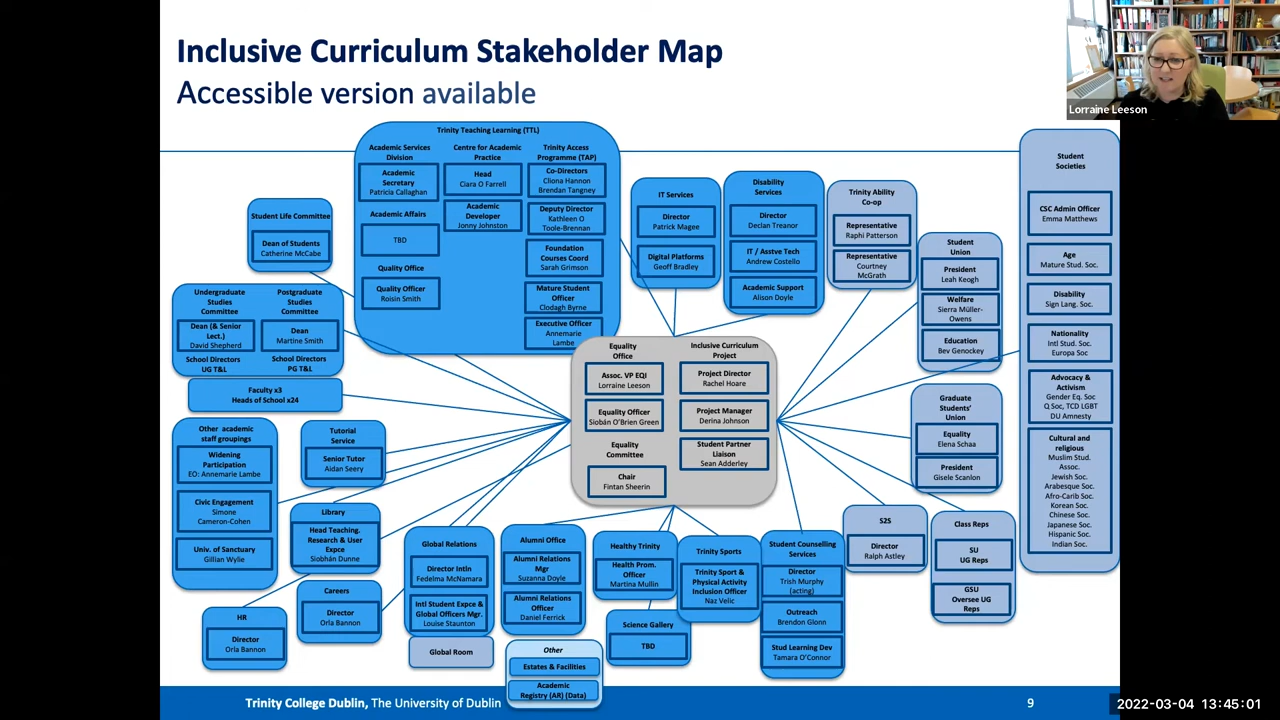 Inclusive Curriculum Stakeholder Map
Accessible version available
Lorraine Leeson
Trinity Teaching Learning (TTL)
Academic Services
Division
Academic
Secretary
Patricia Callaghan
Academic Affairs
TBD
Quality Office
Quality Officer
Roisin Smith
Centre for Academic
Practice
Head
Ciara O Farrell
Academic
Developer
Jonny Johnston
Trinity Access
Programme (TAP)
Co-Directors
Cliona Hannon
Brendan Tangney
Deputy Director
Kathleen O
Toole-Brennan
Foundation
Courses Coord
Sarah Grimson
Mature Student
Officer
Clodagh Byrne
Executive Officer
Annemarie
Lambe
Student Life Committee
Dean of Students
Catherine McCabe
Undergraduate
Studies
Committee
Dean (& Senior
Lect.)
David Shepherd
School Directors
UG T&L
Postgraduate
Studies
Committee
Dean
Martine Smith
School Directors
PG T&L
Faculty x3
Heads of School x24
Other academic
staff groupings
Widening
Participation
EO: Annemarie Lambe
Civic Engagement
Simone
Cameron-Cohen
Univ. of Sanctuary
Gillian Wylie
Tutorial
Service
Senior Tutor
Aidan Seery
Library
Head Teaching.
Research & User
Expce
Siobhán Dunne
Careers
Director
Orla Bannon
HR
Director
Orla Bannon
Global Relations
Director Intln
Fedelma McNamara
Intl Student Expce &
Global Officers Mgr.
Louise Staunton
Global Room
Alumni Office
Alumni Relations
Mgr
Suzanna Doyle
Alumni Relations
Officer
Daniel Ferrick
Other
Estates & Facilities
Academic
Registry (AR) (Data)
Healthy Trinity
Health Prom.
Officer
Martina Mullin
Science Gallery
TBD
Trinity Sports
Trinity Sport &
Physical Activity
Inclusion Officer
Naz Velic
Student Counselling
Services
Director
Trish Murphy
(acting)
Outreach
Brendon Glonn
Stud Learning Dev
Tamara O'Connor
IT Services
Director
Patrick Magee
Digital Platforms
Geoff Bradley
Disability
Services
Director
Declan Treanor
IT / Asstve Tech
Andrew Costello
Academic Support
Alison Doyle
Trinity Ability
Co-op
Representative
Raphi Patterson
Representative
Courtney
McGrath
Student
Union
President
Leah Keogh
Welfare
Sierra Müller-
Owens
Education
Bev Genockey
Graduate
Students'
Union
Equality
Elena Schaa
President
Gisele Scanlon
S2S
Director
Ralph Astley
Class Reps
SU
UG Reps
GSU
Oversee UG
Reps
Equality
Office
Assoc. VP EQI
Lorraine Leeson
Equality Officer
Siobán O'Brien Green
Equality
Committee
Chair
Fintan Sheerin
Inclusive Curriculum
Project
Project Director
Rachel Hoare
Project Manager
Derina Johnson
Student Partner
Liaison
Sean Adderley
Student
Societies
CSC Admin Officer
Emma Matthews
Age
Mature Stud. Soc.
Disability
Sign Lang. Soc.
Nationality
Intl Stud. Soc.
Europa Soc
Advocacy &
Activism
Gender Eq. Soc
Q Soc, TCD LGBT
DU Amnesty
Cultural and
religious
Muslim Stud.
Assoc.
Jewish Soc.
Arabesque Soc.
Afro-Carib Soc.
Korean Soc.
Chinese Soc.
Japanese Soc.
Hispanic Soc.
Indian Soc.
Trinity College Dublin, The University of Dublin
9
2022-03-04 13:45:01